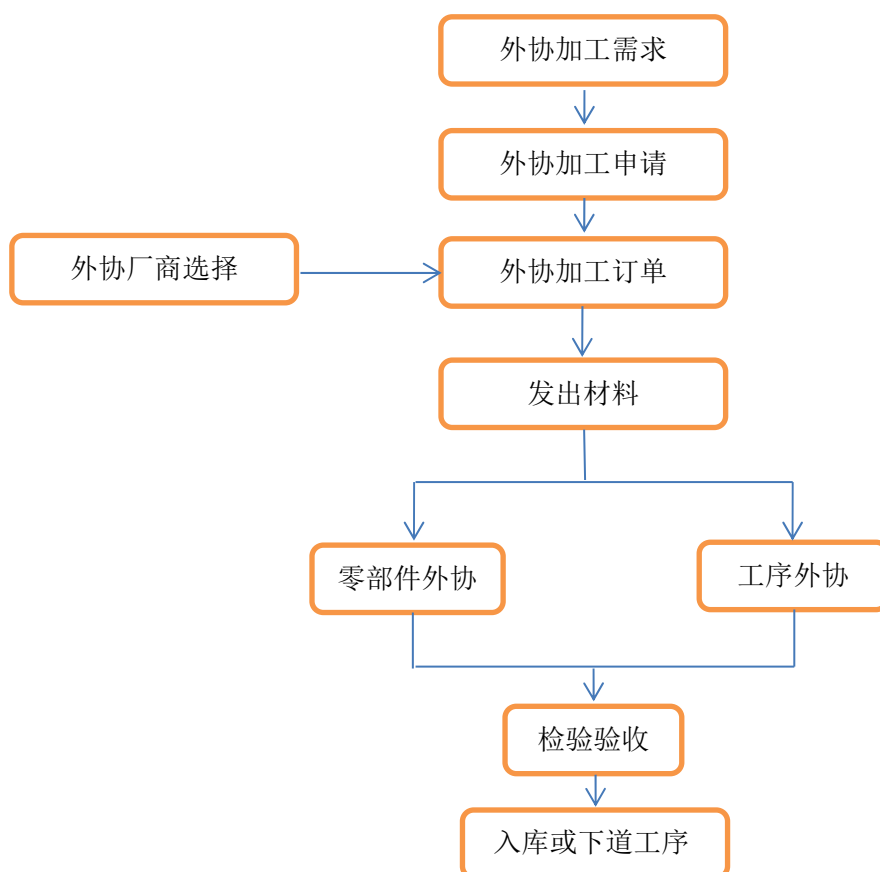 外协加工需求
外协加工申请
外协厂商选择
外协加工订单
发出材料
零部件外协
工序外协
检验验收
入库或下道工序